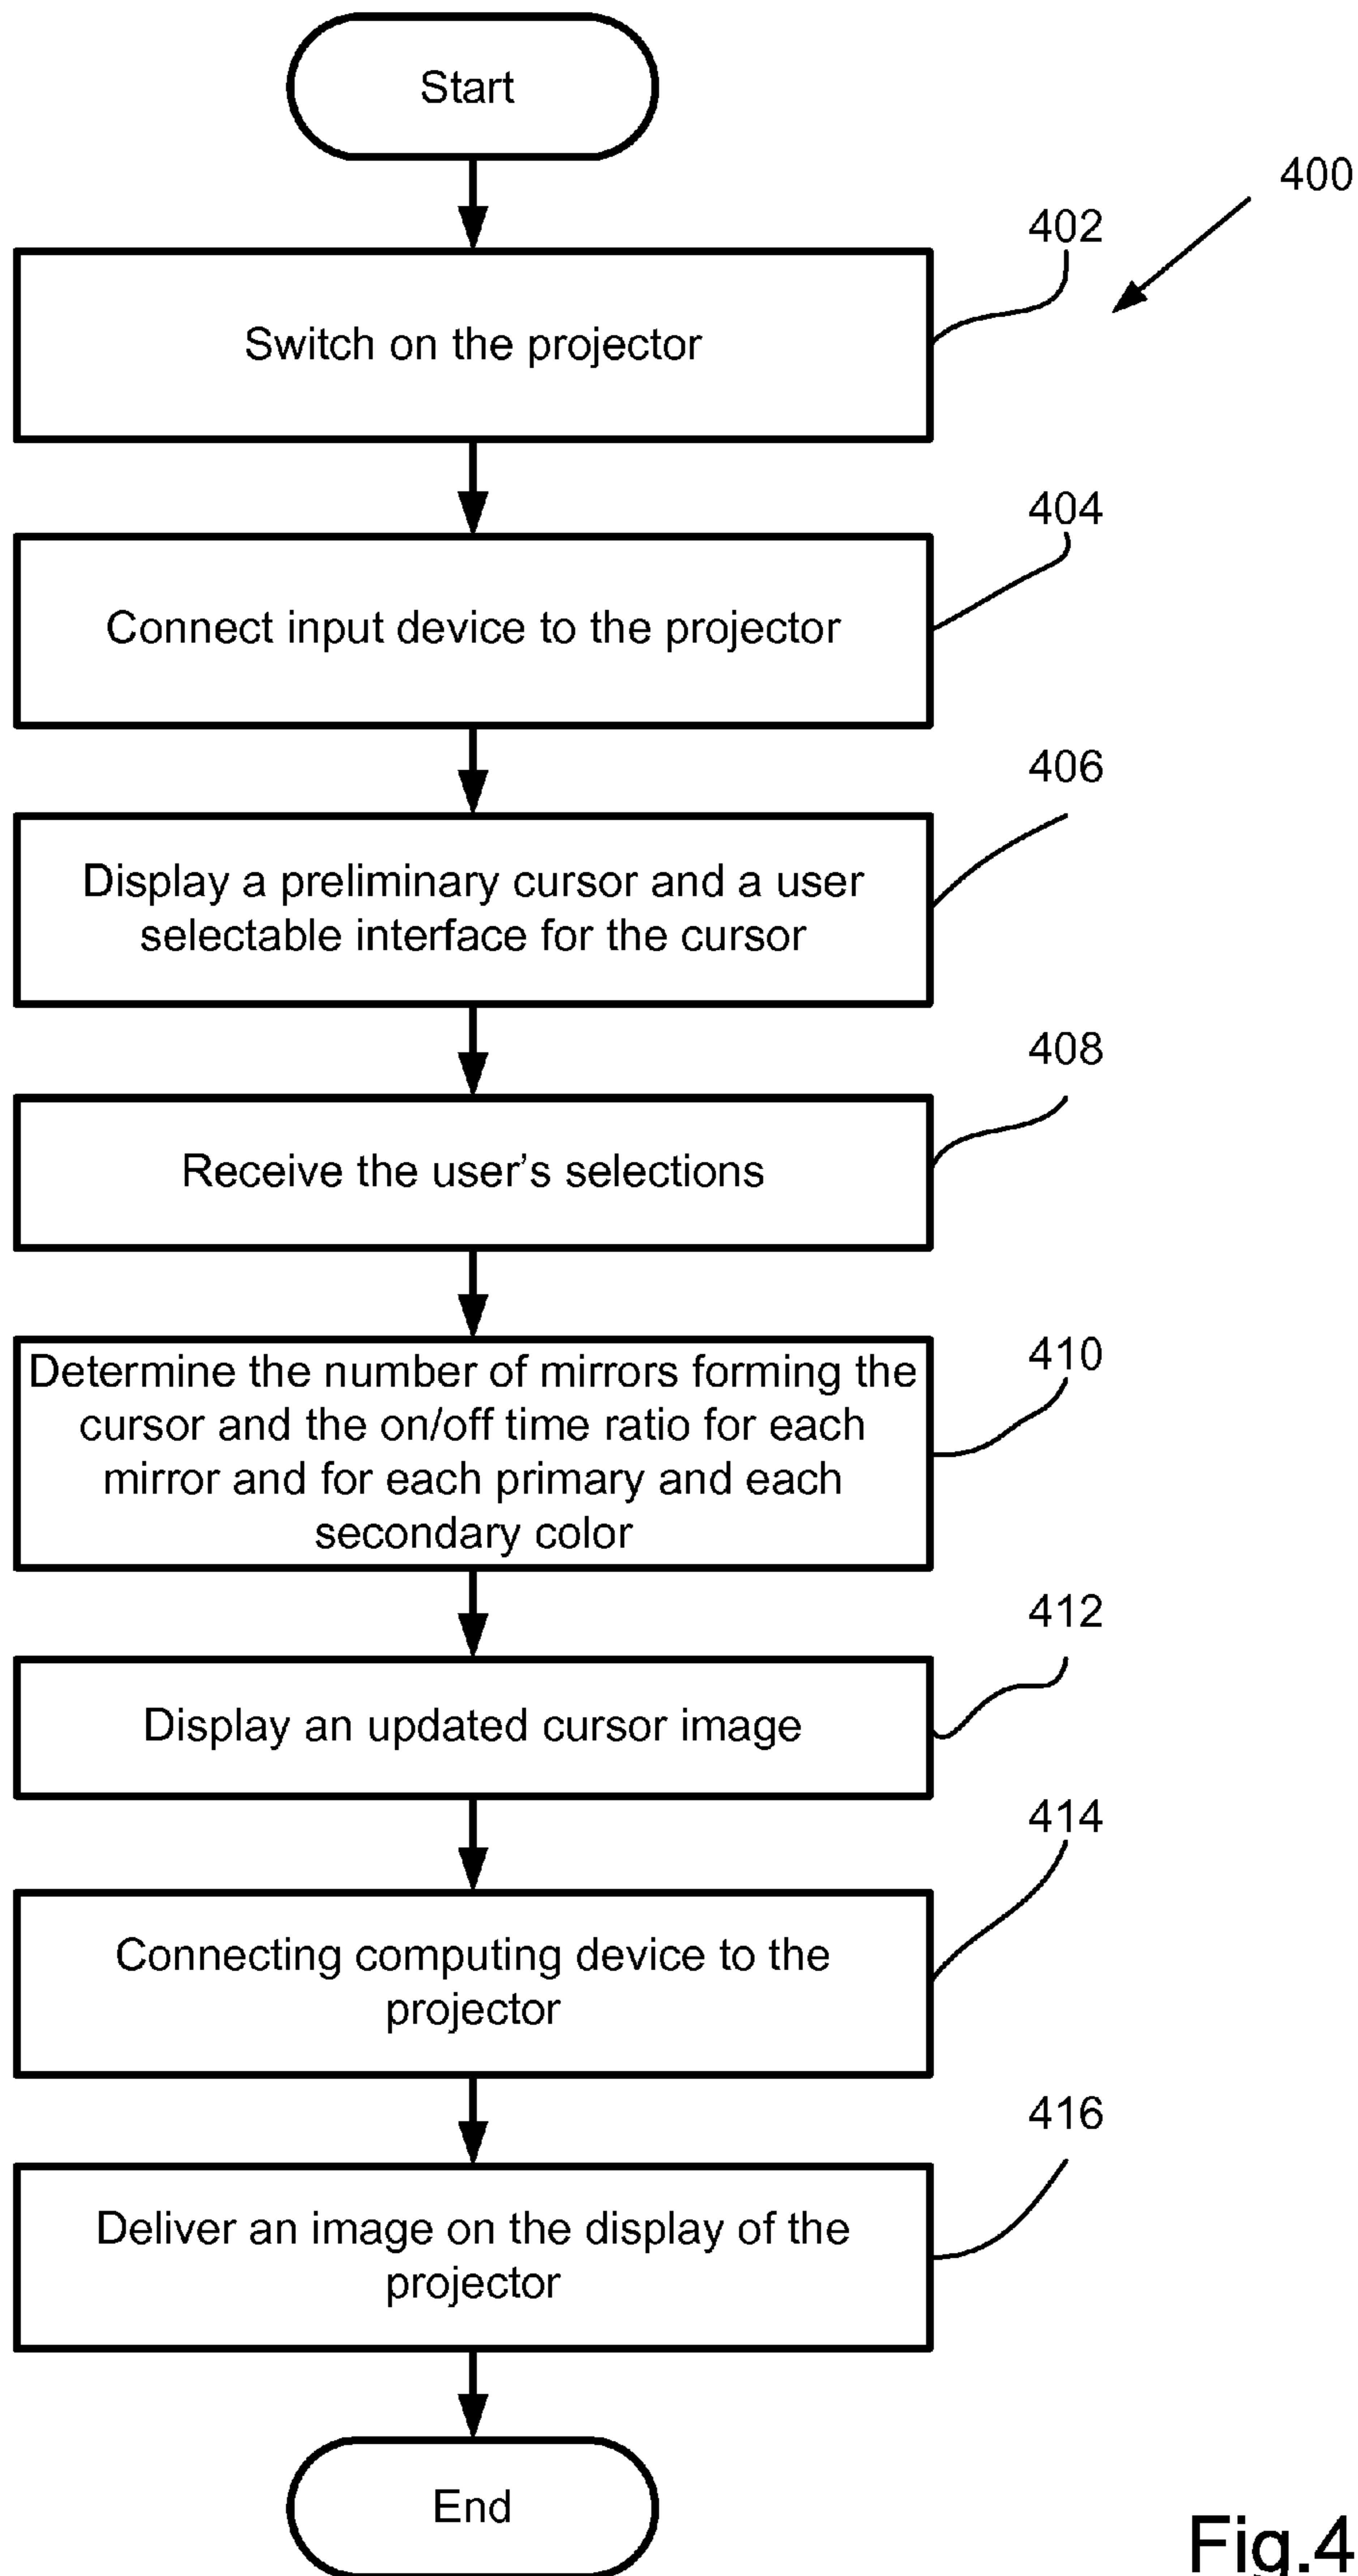 Start
400
402
Switch on the projector
404
Connect input device to the projector
406
Display a preliminary cursor and a user
selectable interface for the cursor
408
Receive the user’s selections
410
Determine the number of mirrors forming the
cursor and the on/off time ratio for each
mirror and for each primary and each
secondary color
412
Display an updated cursor image
414
Connecting computing device to the
projector
416
Deliver an image on the display of the
projector
End
Fig.4